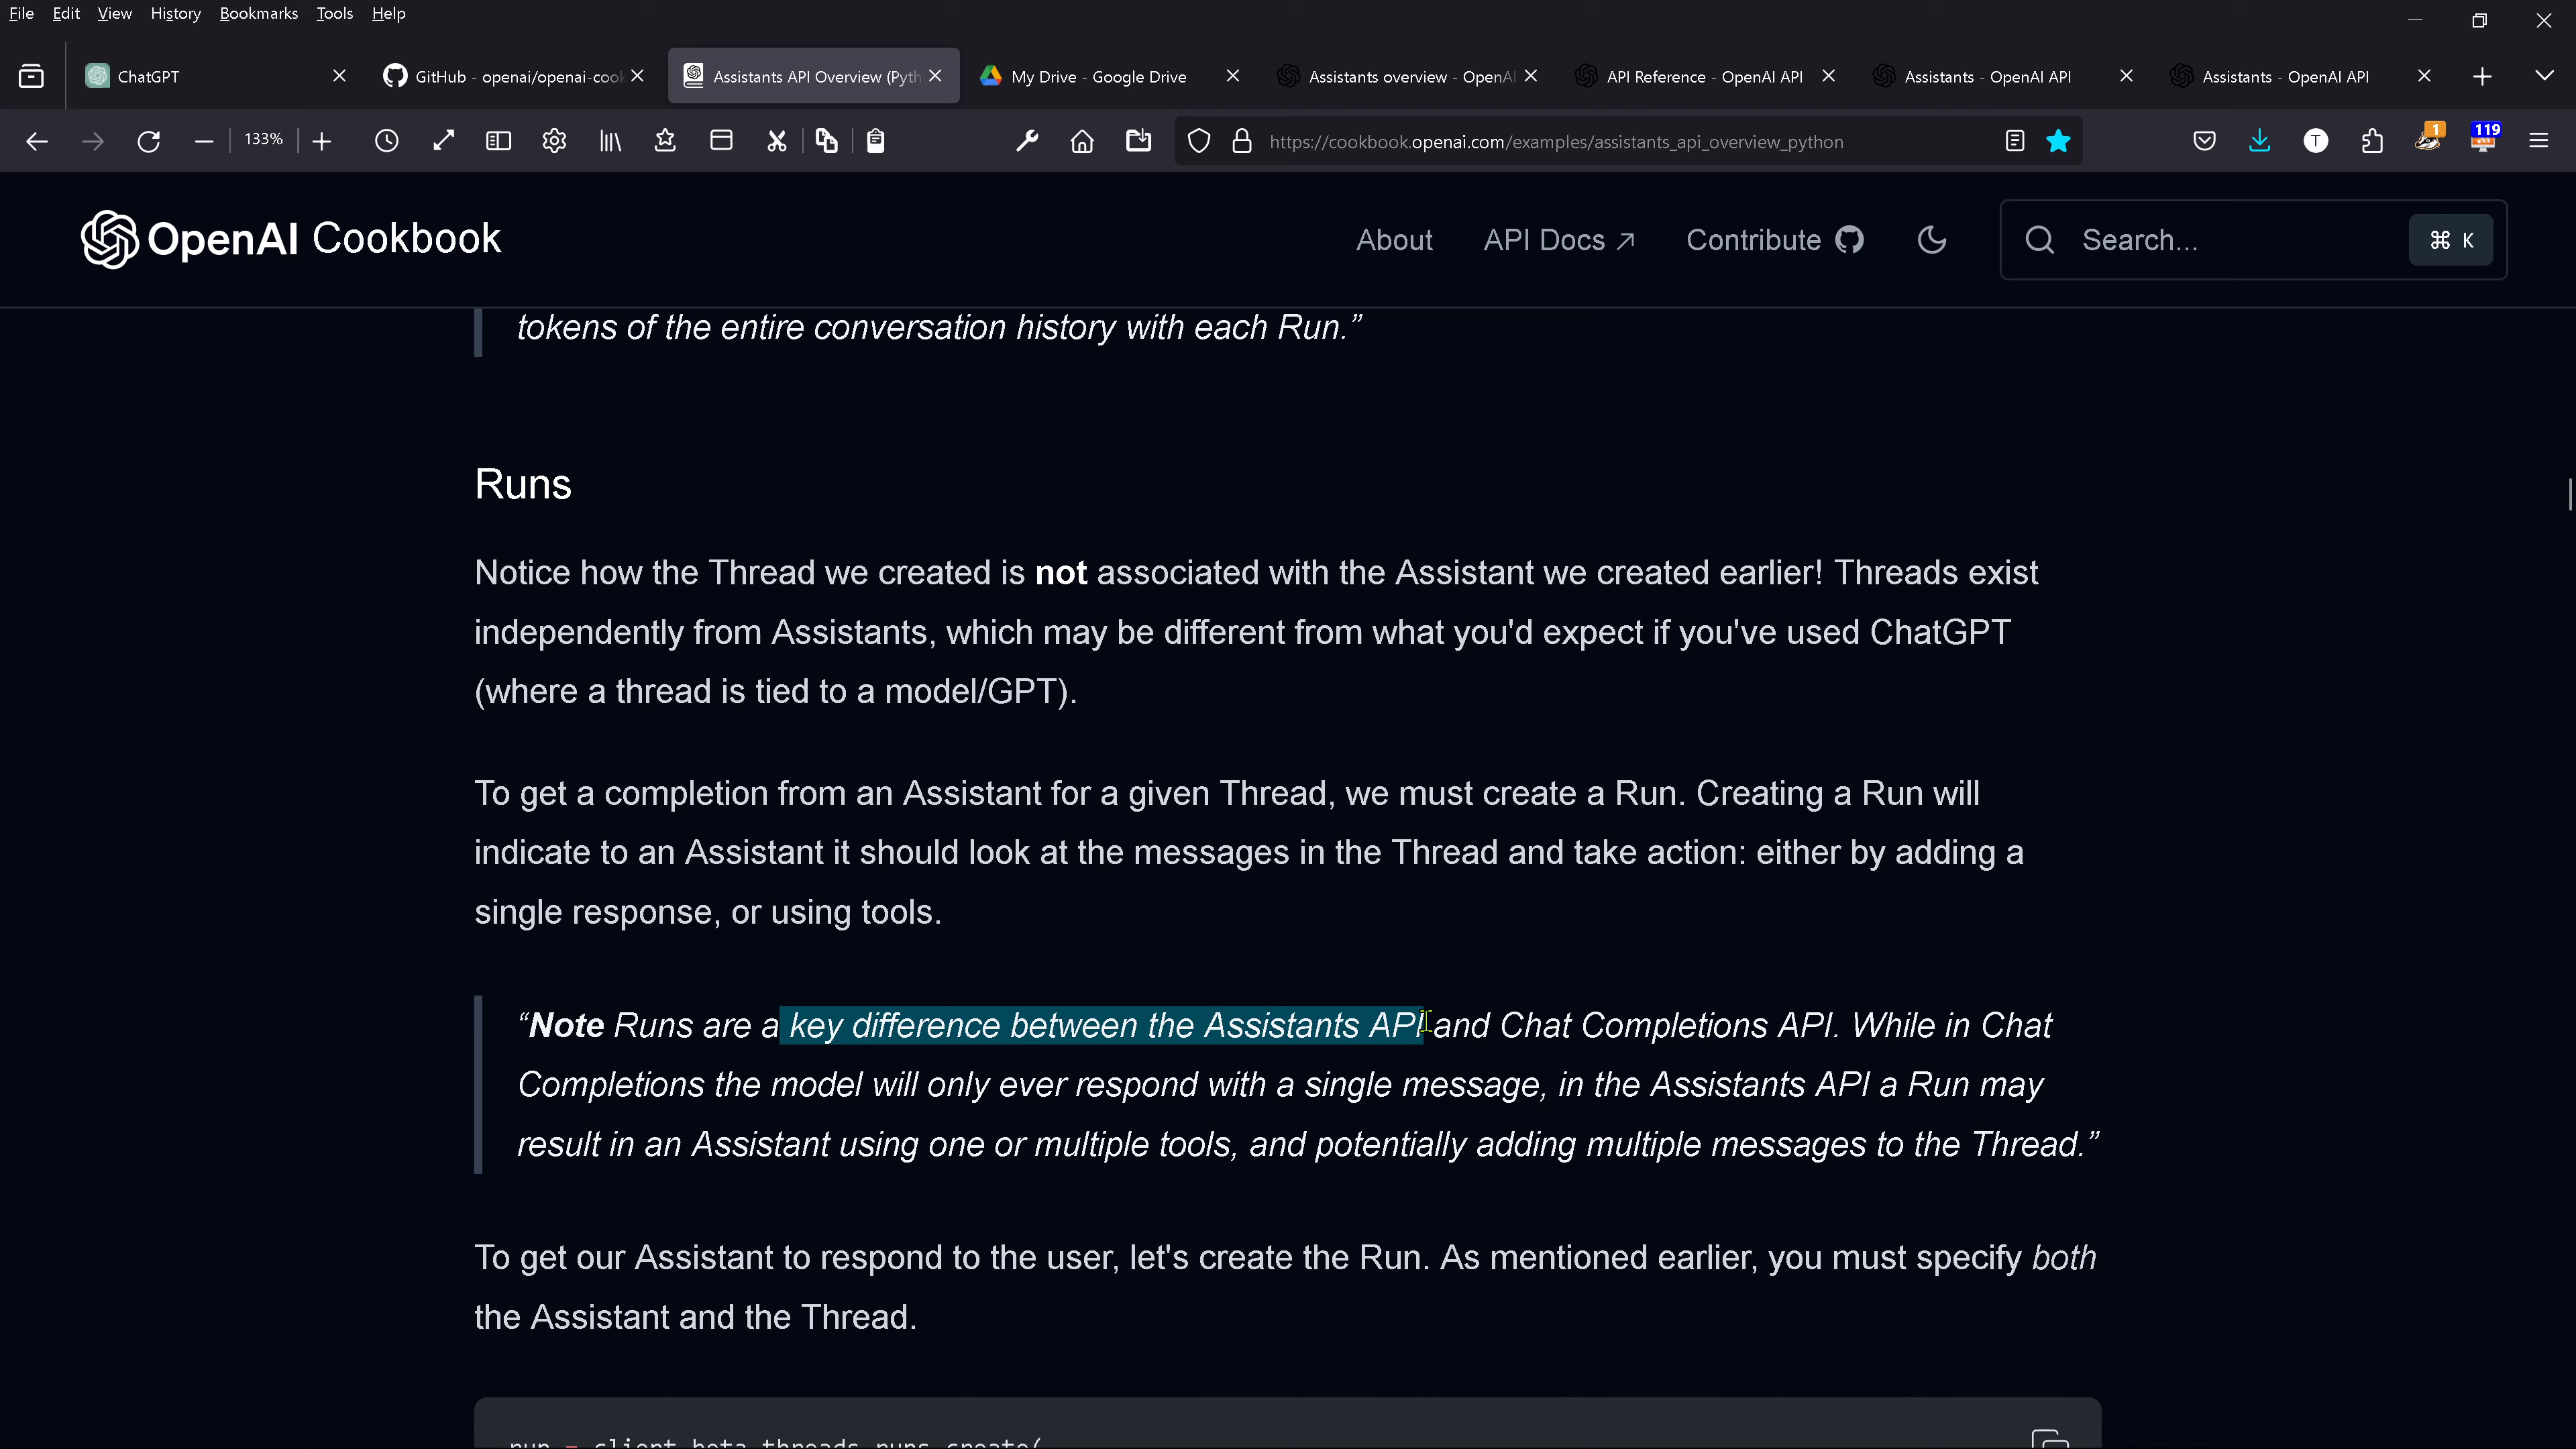 File Edit View History Bookmarks Tools Help
ChatGPT
GitHub - openai/openai-cook
Assistants API Overview (Pyth
My Drive - Google Drive
Assistants overview - OpenAI
API Reference - OpenAI API
Assistants - OpenAI API
Assistants - OpenAI API
133%
https://cookbook.openai.com/examples/assistants_api_overview_python
T
1
119
OpenAI Cookbook
About
API Docs
Contribute
Search...
⌘ K
tokens of the entire conversation history with each Run.”
Runs
Notice how the Thread we created is not associated with the Assistant we created earlier! Threads exist
independently from Assistants, which may be different from what you'd expect if you've used ChatGPT
(where a thread is tied to a model/GPT).
To get a completion from an Assistant for a given Thread, we must create a Run. Creating a Run will
indicate to an Assistant it should look at the messages in the Thread and take action: either by adding a
single response, or using tools.
“Note Runs are a key difference between the Assistants API and Chat Completions API. While in Chat
Completions the model will only ever respond with a single message, in the Assistants API a Run may
result in an Assistant using one or multiple tools, and potentially adding multiple messages to the Thread.”
To get our Assistant to respond to the user, let's create the Run. As mentioned earlier, you must specify both
the Assistant and the Thread.
run = client.beta.threads.runs.create(